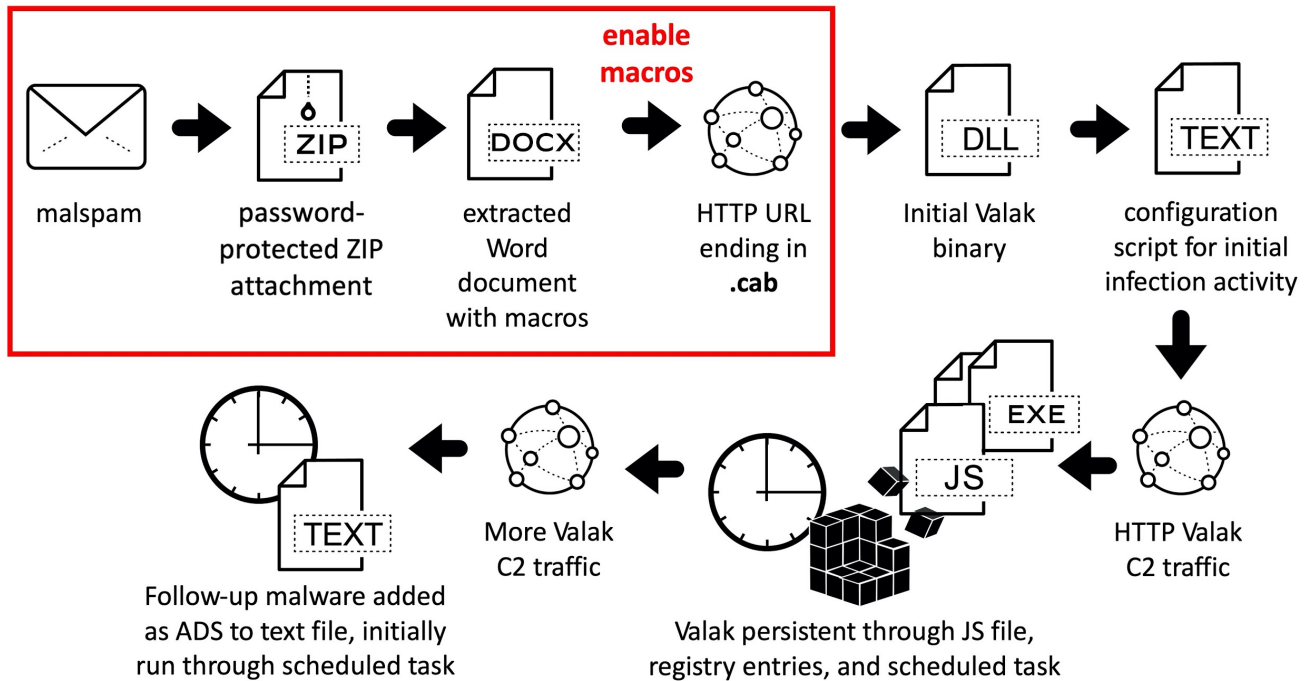 enable
macros
ZIP
DOCX
DLL
TEXT
malspam
password-
protected ZIP
attachment
extracted
Word
document
with macros
HTTP URL
ending in
.cab
Initial Valak
binary
configuration
script for initial
infection activity
EXE
JS
HTTP Valak
C2 traffic
Valak persistent through JS file,
registry entries, and scheduled task
More Valak
C2 traffic
TEXT
Follow-up malware added
as ADS to text file, initially
run through scheduled task